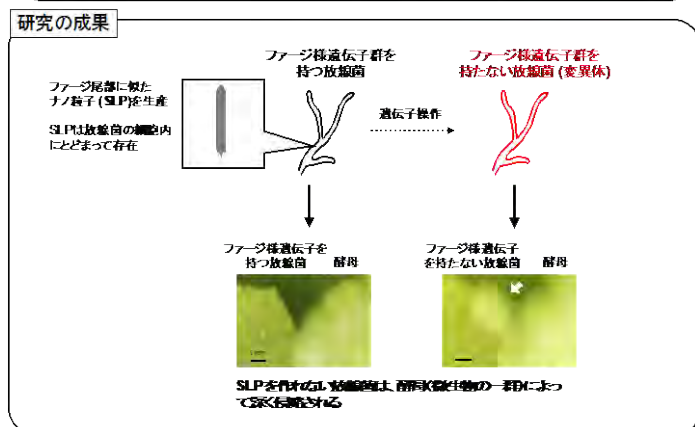 研究の成果
ファージ様遺伝子群を
持つ放線菌
ファージ様遺伝子群を
持たない放線菌 (変異体)
ファージ尾部に似た
ナノ粒子 (SLP)を生産
SLPは放線菌の細胞内
にとどまって存在
遺伝子操作
ファージ様遺伝子を
持つ放線菌 酵母
ファージ様遺伝子
を持たない放線菌 酵母
SLPを作れない放線菌は、酵母(微生物の一群)によっ
て深く侵略される